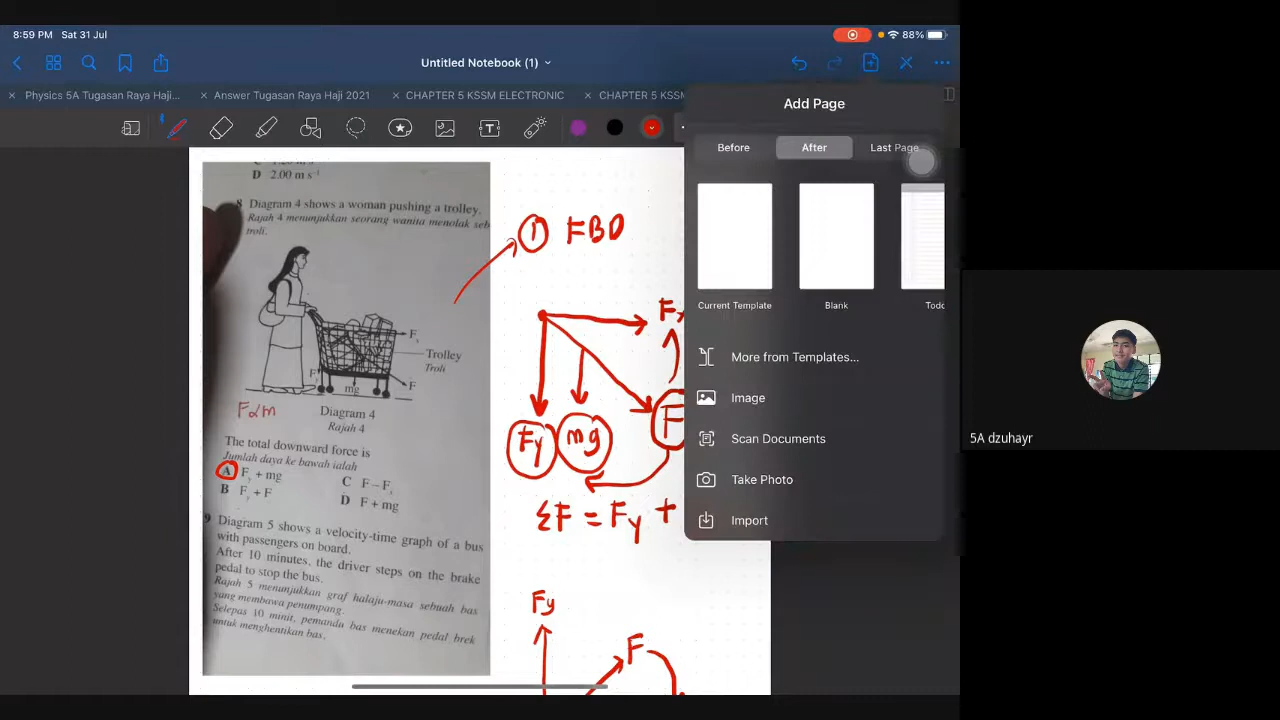 8:59 PM Sat 31 Jul
88%
Untitled Notebook (1)
Physics 5A Tugasan Raya Haji...
Answer Tugasan Raya Haji 2021
CHAPTER 5 KSSM ELECTRONIC
CHAPTER 5 KSSM
D 2.00 m s⁻¹
8 Diagram 4 shows a woman pushing a trolley.
Rajah 4 menunjukkan seorang wanita menolak seb
troli.
Fx
Trolley
Troli
F
mg
F
F∝m
Diagram 4
Rajah 4
The total downward force is
Jumlah daya ke bawah ialah
A Fy + mg
B Fy + F
C F – Fx
D F + mg
9 Diagram 5 shows a velocity-time graph of a bus
with passengers on board.
After 10 minutes, the driver steps on the brake
pedal to stop the bus.
Rajah 5 menunjukkan graf halaju-masa sebuah bas
yang membawa penumpang.
Selepas 10 minit, pemandu bas menekan pedal brek
untuk menghentikan bas.
① FBD
Fx
Fy
mg
F
ΣF = Fy +
Fy
F
Add Page
Before
After
Last Page
Current Template
Blank
Todo
More from Templates...
Image
Scan Documents
Take Photo
Import
5A dzuhayr